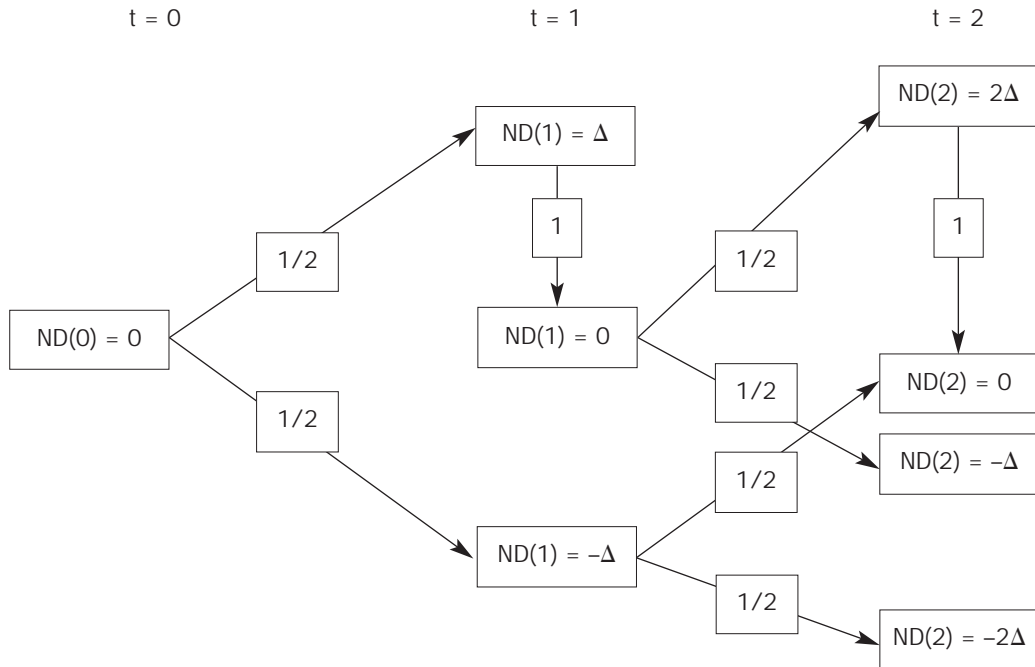 t = 0
t = 1
t = 2
ND(2) = 2Δ
ND(1) = Δ
1
1
1/2
1/2
ND(0) = 0
ND(1) = 0
ND(2) = 0
1/2
1/2
ND(2) = –Δ
1/2
ND(1) = –Δ
1/2
ND(2) = –2Δ